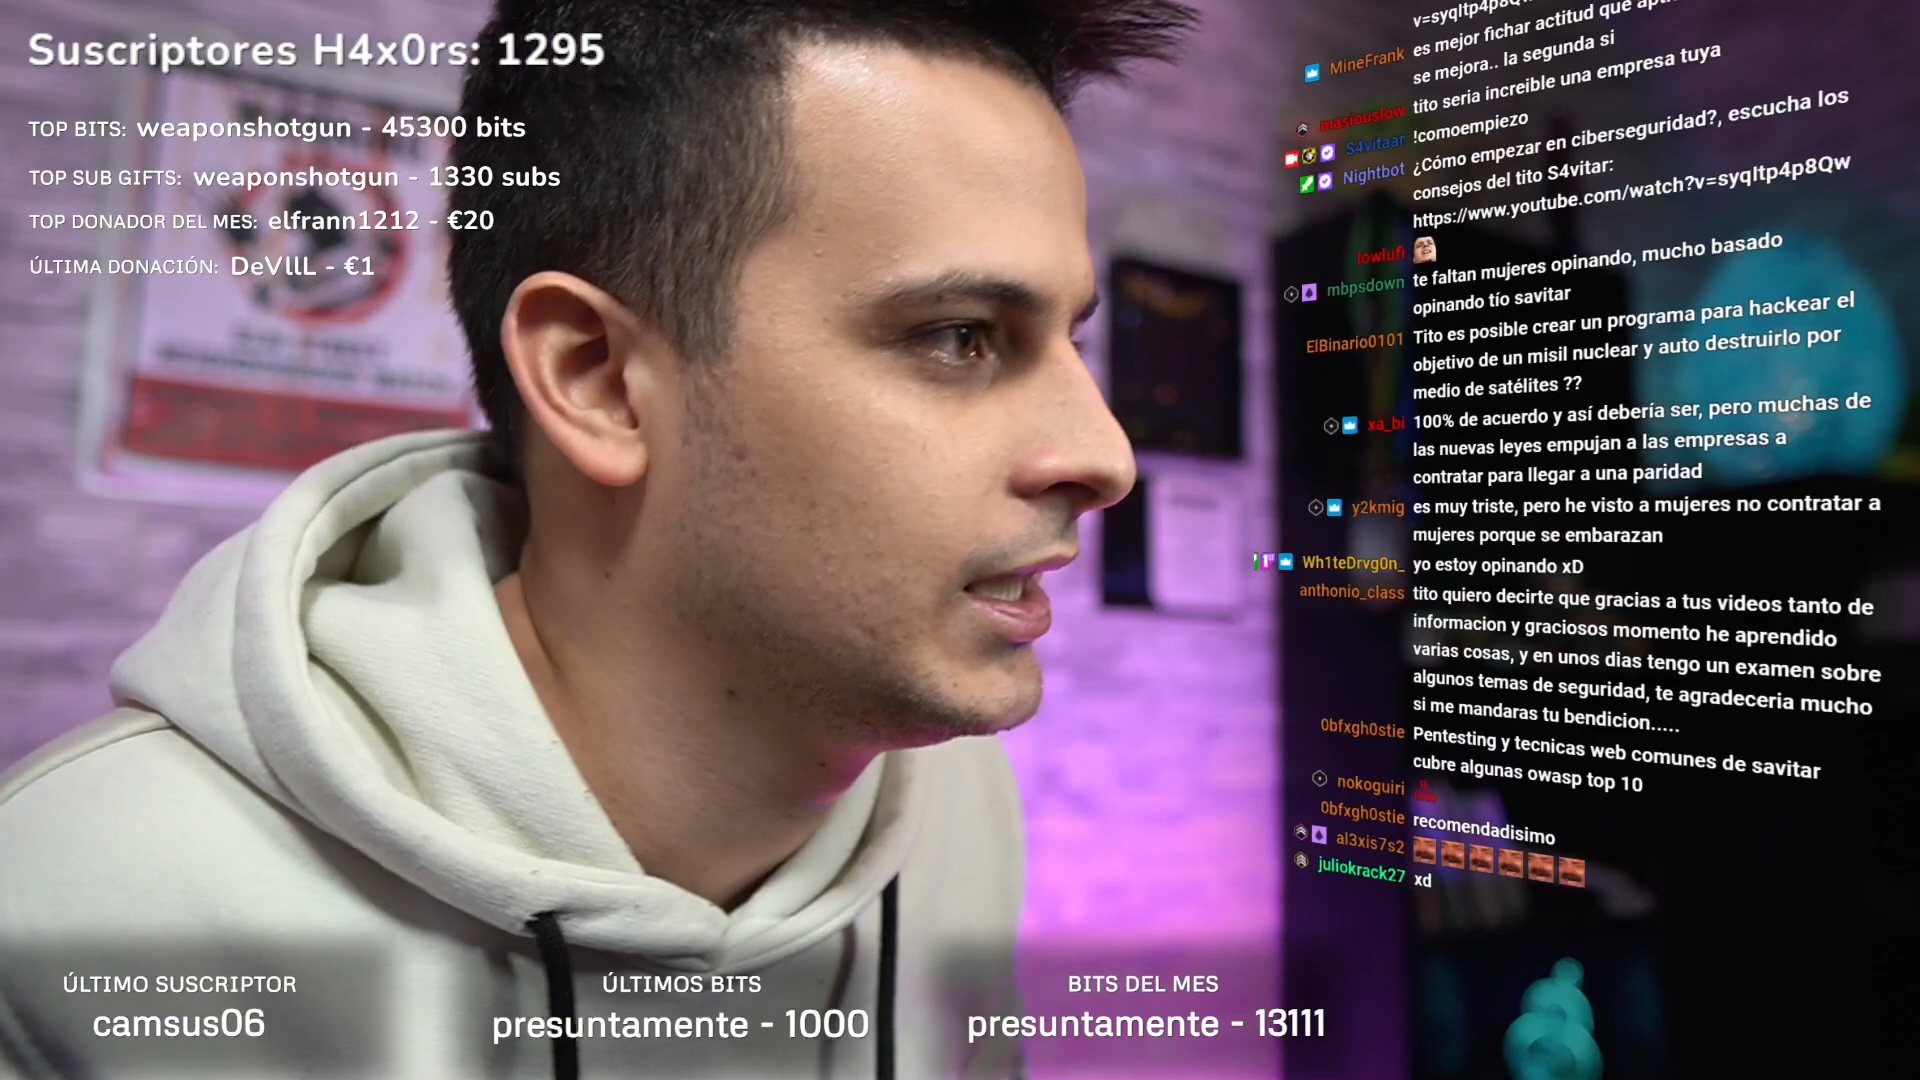 Suscriptores H4x0rs: 1295
TOP BITS: weaponshotgun - 45300 bits
TOP SUB GIFTS: weaponshotgun - 1330 subs
TOP DONADOR DEL MES: elfrann1212 - €20
ÚLTIMA DONACIÓN: DeVllL - €1
MineFrank es mejor fichar actitud que
se mejora.. la segunda si
masiouslow tito seria increible una empresa tuya
S4vitaar !comoempiezo
Nightbot ¿Cómo empezar en ciberseguridad?, escucha los
consejos del tito S4vitar:
https://www.youtube.com/watch?v=syqltp4p8Qw
lowlufi
mbpsdown te faltan mujeres opinando, mucho basado
opinando tío savitar
ElBinario0101 Tito es posible crear un programa para hackear el
objetivo de un misil nuclear y auto destruirlo por
medio de satélites ??
xa_bi 100% de acuerdo y así debería ser, pero muchas de
las nuevas leyes empujan a las empresas a
contratar para llegar a una paridad
y2kmig es muy triste, pero he visto a mujeres no contratar a
mujeres porque se embarazan
Wh1teDrvg0n_ yo estoy opinando xD
anthonio_class tito quiero decirte que gracias a tus videos tanto de
informacion y graciosos momento he aprendido
varias cosas, y en unos dias tengo un examen sobre
algunos temas de seguridad, te agradeceria mucho
si me mandaras tu bendicion.....
0bfxgh0stie Pentesting y tecnicas web comunes de savitar
cubre algunas owasp top 10
nokoguiri
0bfxgh0stie recomendadisimo
al3xis7s2
juliokrack27 xd
ÚLTIMO SUSCRIPTOR
camsus06
ÚLTIMOS BITS
presuntamente - 1000
BITS DEL MES
presuntamente - 13111